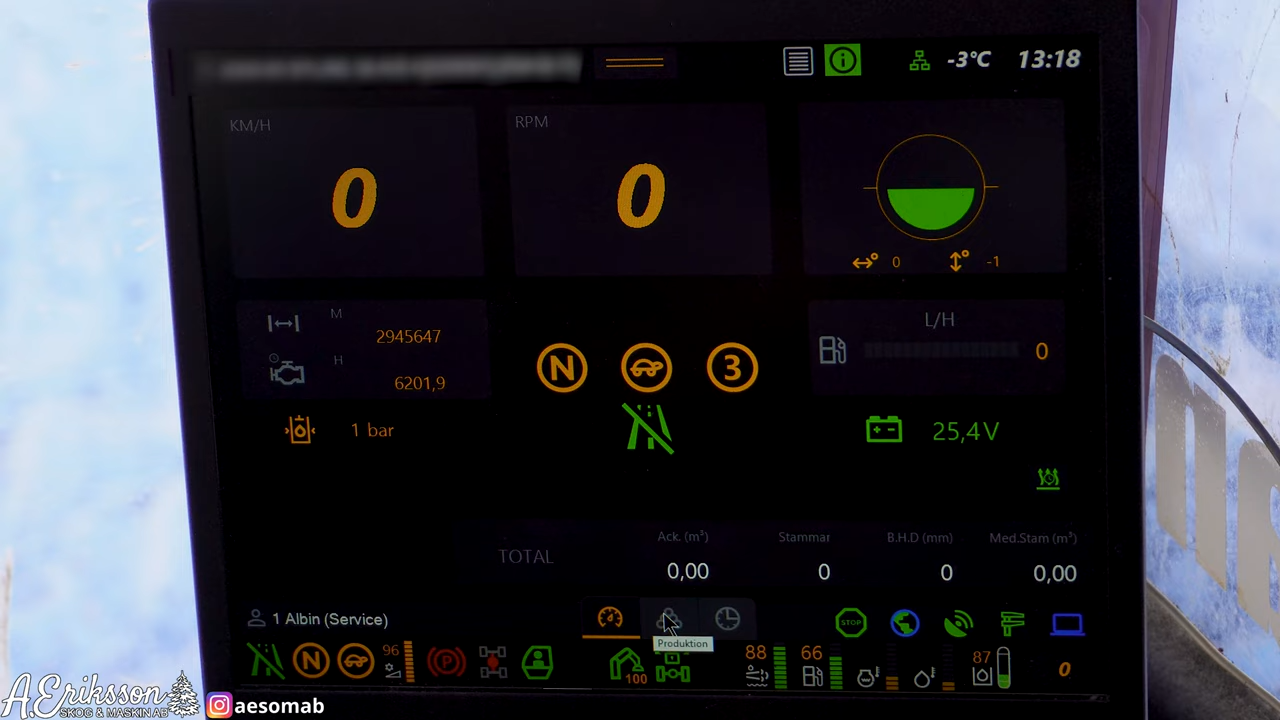 -3°C 13:18
KM/H
0
RPM
0
0 -1
M
2945647
H
6201,9
N
3
L/H
0
1 bar
25,4V
TOTAL
Ack. (m³) Stammar B.H.D (mm) Med.Stam (m³)
0,00 0 0 0,00
1 Albin (Service)
STOP
Produktion
N
96
P
100
88
66
87
0
A.Eriksson
SKOG & MASKIN AB
aesomab